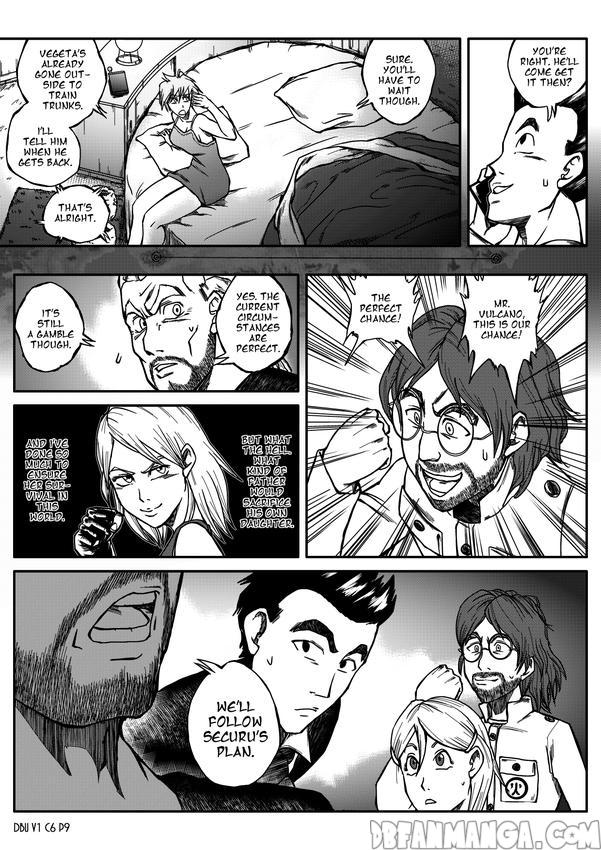 YOU'RE
RIGHT. HE'LL
COME GET
IT THEN?
SURE.
YOU'LL
HAVE TO
WAIT
THOUGH.
VEGETA'S
ALREADY
GONE OUT-
SIDE TO
TRAIN
TRUNKS.
I'LL
TELL HIM
WHEN HE
GETS BACK.
THAT'S
ALRIGHT.
MR.
VULCANO,
THIS IS OUR
CHANCE!
THE
PERFECT
CHANCE!
YES. THE
CURRENT
CIRCUM-
STANCES
ARE
PERFECT.
IT'S
STILL
A GAMBLE
THOUGH.
BUT WHAT
THE HELL.
WHAT
KIND OF
FATHER
WOULD
SACRIFICE
HIS OWN
DAUGHTER.
AND I'VE
DONE SO
MUCH TO
ENSURE
HER SUR-
VIVAL IN
THIS
WORLD.
WE'LL
FOLLOW
SECURU'S
PLAN.
火
DBU V1 C6 P9
DBFANMANGA.COM